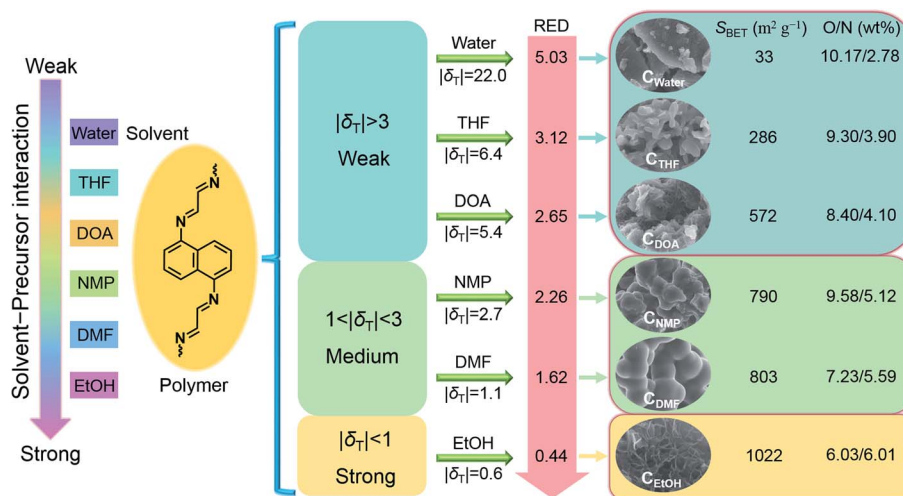 Weak
Solvent–Precursor interaction
Strong
Water
Solvent
THF
DOA
NMP
DMF
EtOH
N
N
N
N
Polymer
|δT|>3
Weak
1<|δT|<3
Medium
|δT|<1
Strong
Water
|δT|=22.0
THF
|δT|=6.4
DOA
|δT|=5.4
NMP
|δT|=2.7
DMF
|δT|=1.1
EtOH
|δT|=0.6
RED
5.03
3.12
2.65
2.26
1.62
0.44
SBET (m² g⁻¹) O/N (wt%)
CWater 33 10.17/2.78
CTHF 286 9.30/3.90
CDOA 572 8.40/4.10
CNMP 790 9.58/5.12
CDMF 803 7.23/5.59
CEtOH 1022 6.03/6.01